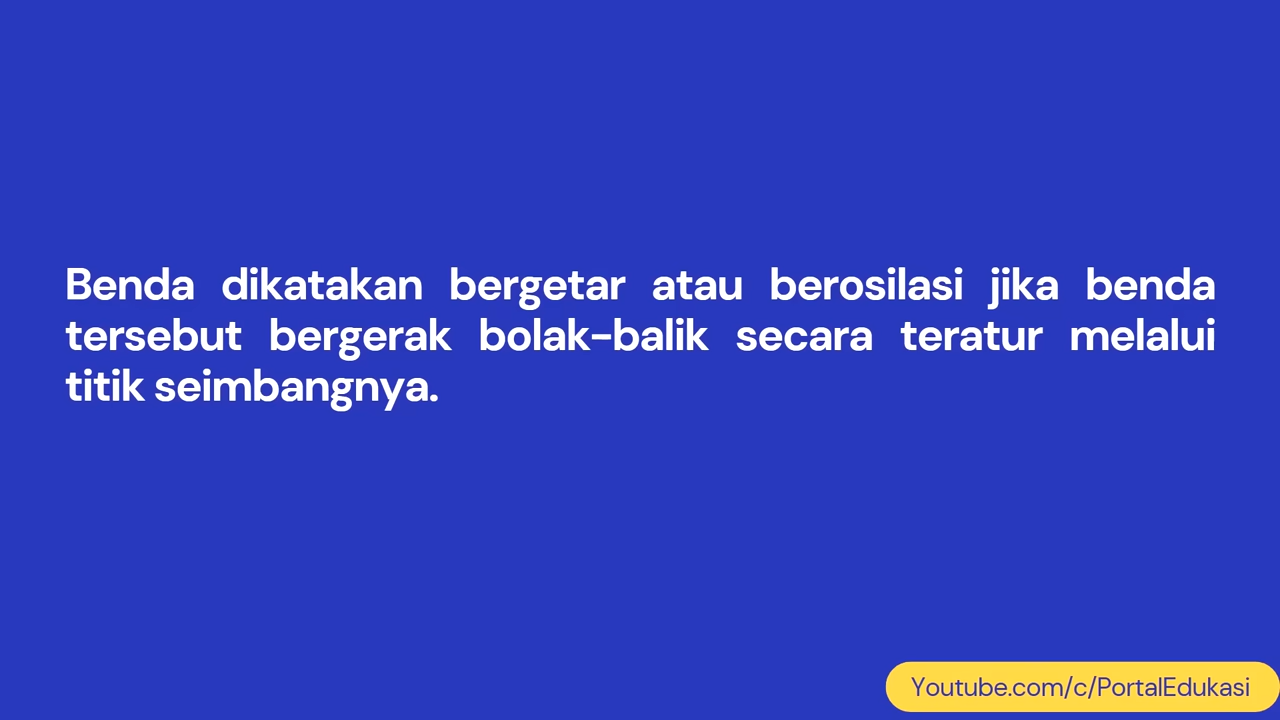 Benda dikatakan bergetar atau berosilasi jika benda
tersebut bergerak bolak-balik secara teratur melalui
titik seimbangnya.
Youtube.com/c/PortalEdukasi